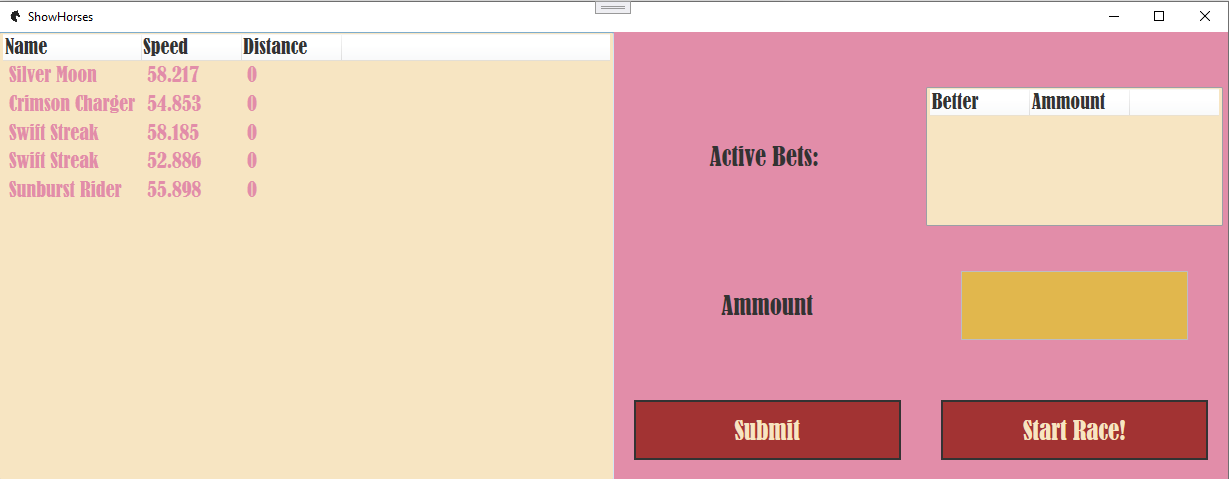 ShowHorses
Name Speed Distance
Silver Moon 58.217 0
Crimson Charger 54.853 0
Swift Streak 58.185 0
Swift Streak 52.886 0
Sunburst Rider 55.898 0
Better Ammount
Active Bets:
Ammount
Submit Start Race!